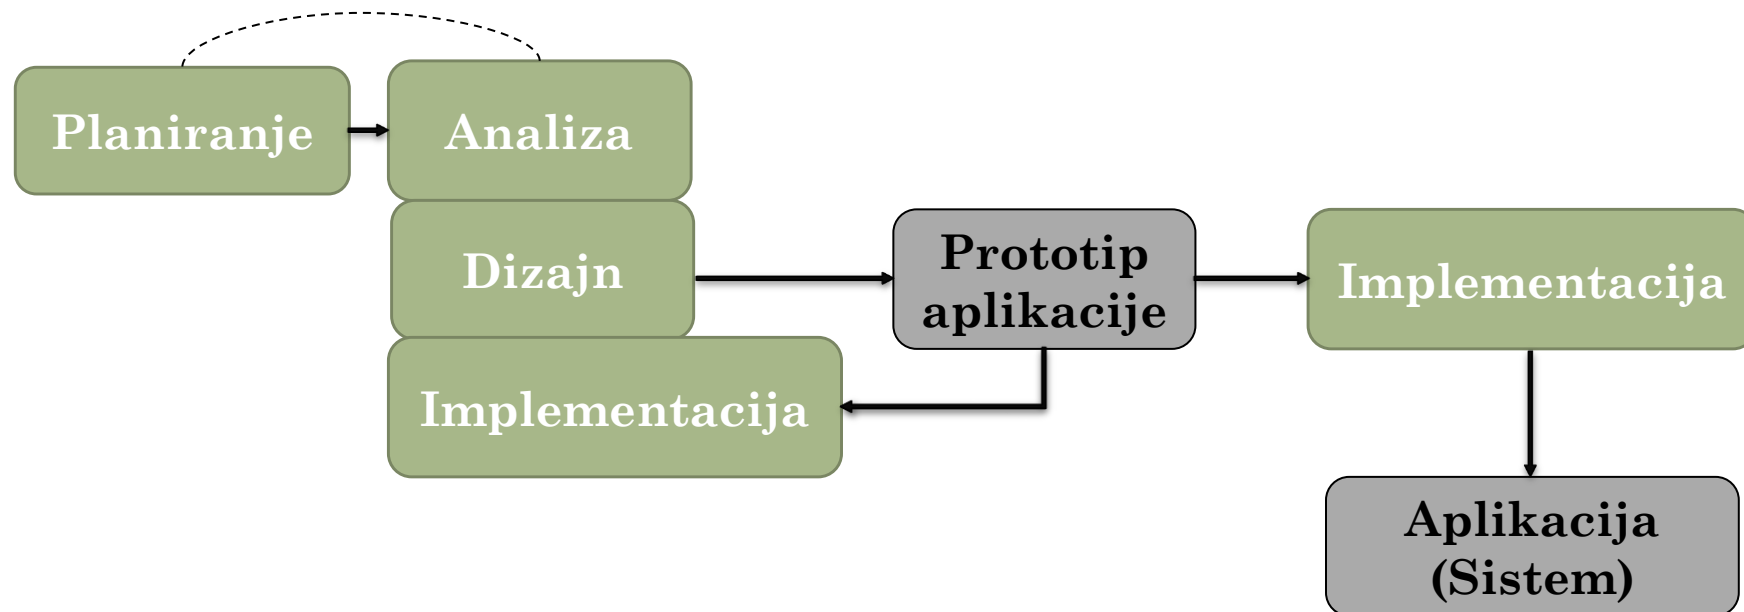 Planiranje
Analiza
Dizajn
Implementacija
Prototip
aplikacije
Implementacija
Aplikacija
(Sistem)